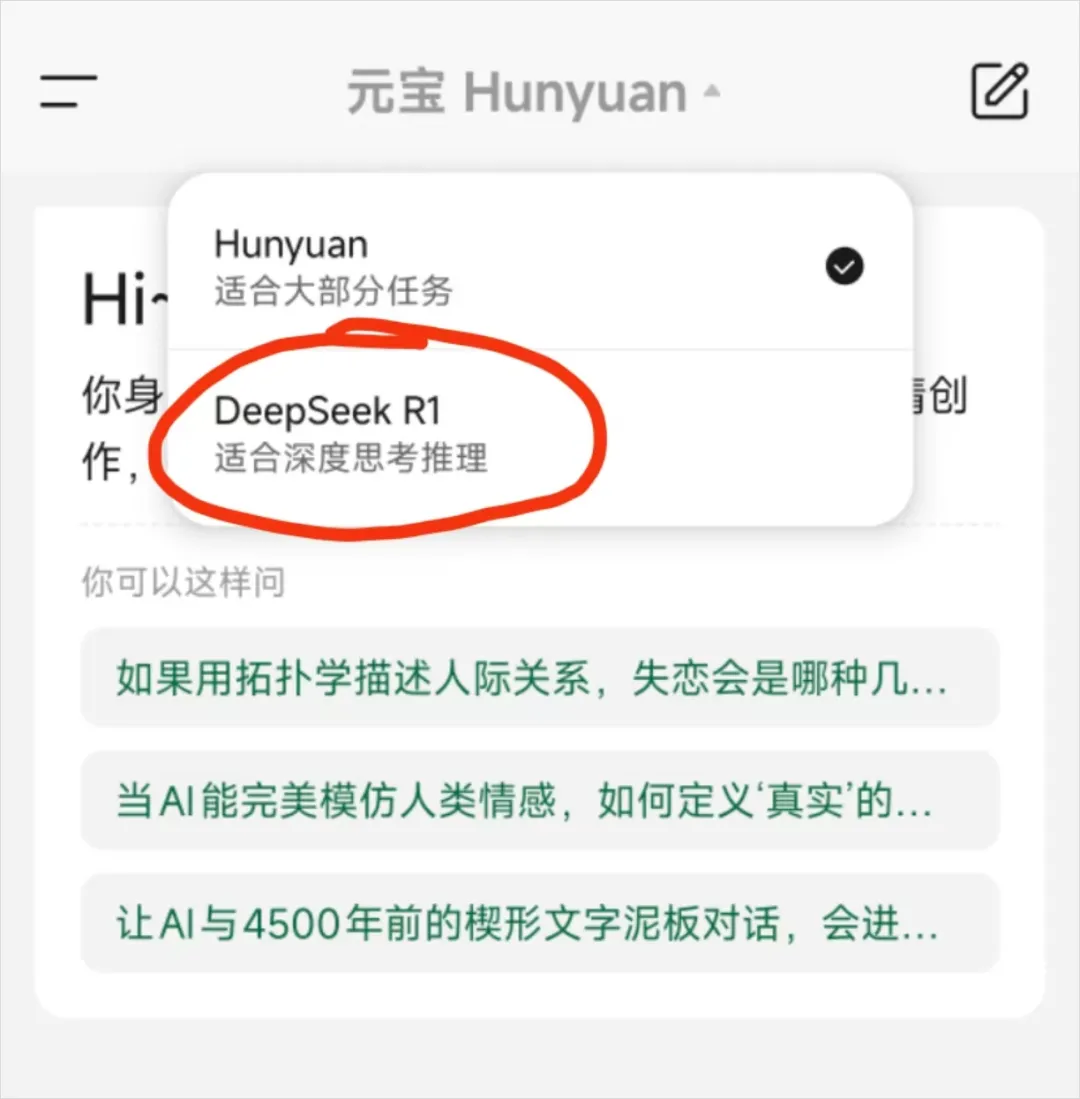 元宝 Hunyuan
Hunyuan
适合大部分任务
Hi~
你身
情创
DeepSeek R1
适合深度思考推理
作，
你可以这样问
如果用拓扑学描述人际关系，失恋会是哪种几...
当AI能完美模仿人类情感，如何定义‘真实’的...
让AI与4500年前的楔形文字泥板对话，会进...